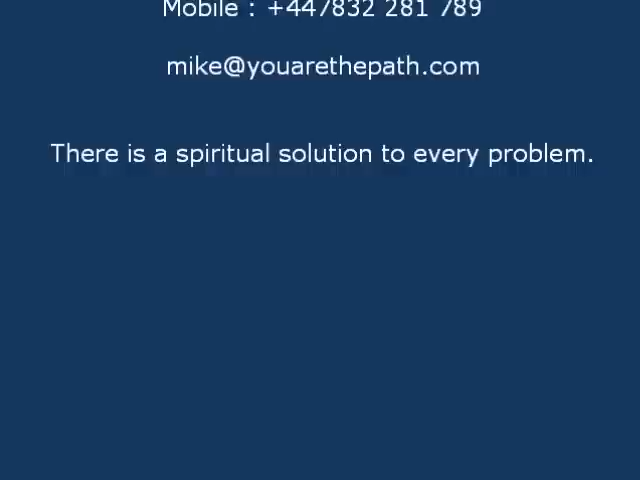 Mobile : +447832 281 789
mike@youarethepath.com
There is a spiritual solution to every problem.